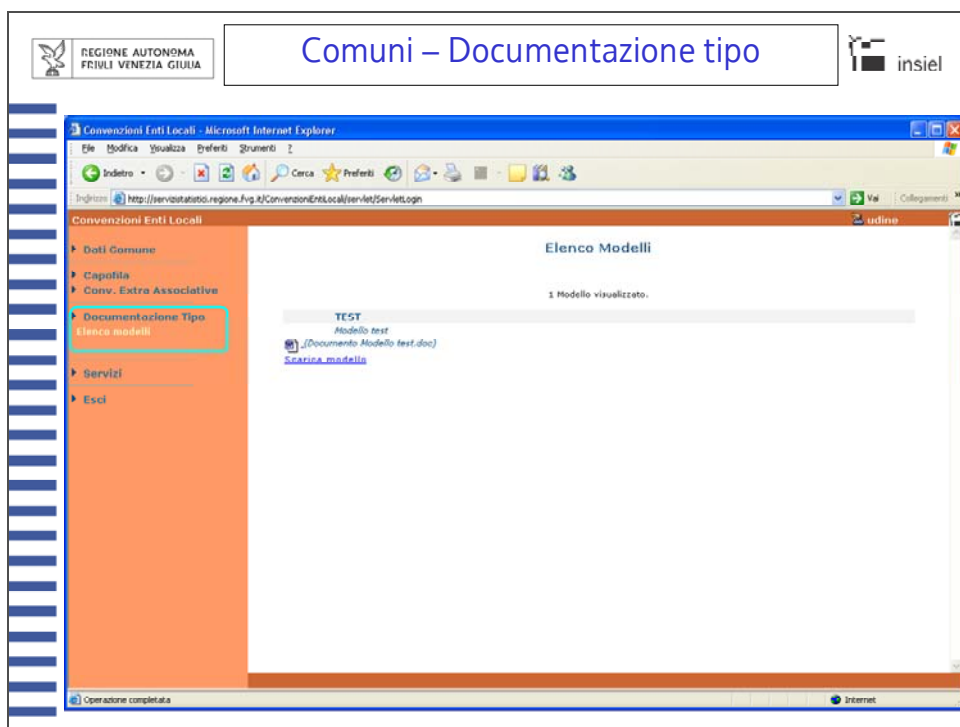 REGIONE AUTONOMA
FRIULI VENEZIA GIULIA
Comuni – Documentazione tipo
insiel
Convenzioni Enti Locali - Microsoft Internet Explorer
File Modifica Visualizza Preferiti Strumenti ?
Indietro Cerca Preferiti
Indirizzo http://servizistatistici.regione.fvg.it/ConvenzioniEntiLocali/servlet/ServletLogin Vai Collegamenti »
Convenzioni Enti Locali udine
Dati Comune
Capofila
Conv. Extra Associative
Documentazione Tipo
Elenco modelli
Servizi
Esci
Elenco Modelli
1 Modello visualizzato.
TEST
Modello test
(Documento Modello test.doc)
Scarica modello
Operazione completata Internet